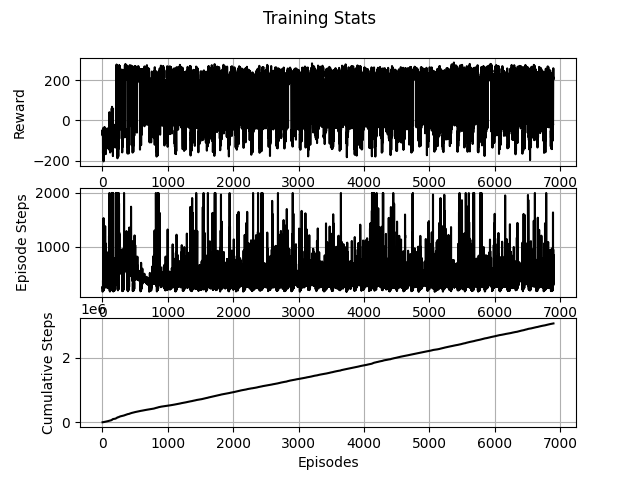 Training Stats
Reward
200
0
−200
0 1000 2000 3000 4000 5000 6000 7000
Episode Steps
2000
1000
0 1000 2000 3000 4000 5000 6000 7000
1e6
Cumulative Steps
2
0
0 1000 2000 3000 4000 5000 6000 7000
Episodes